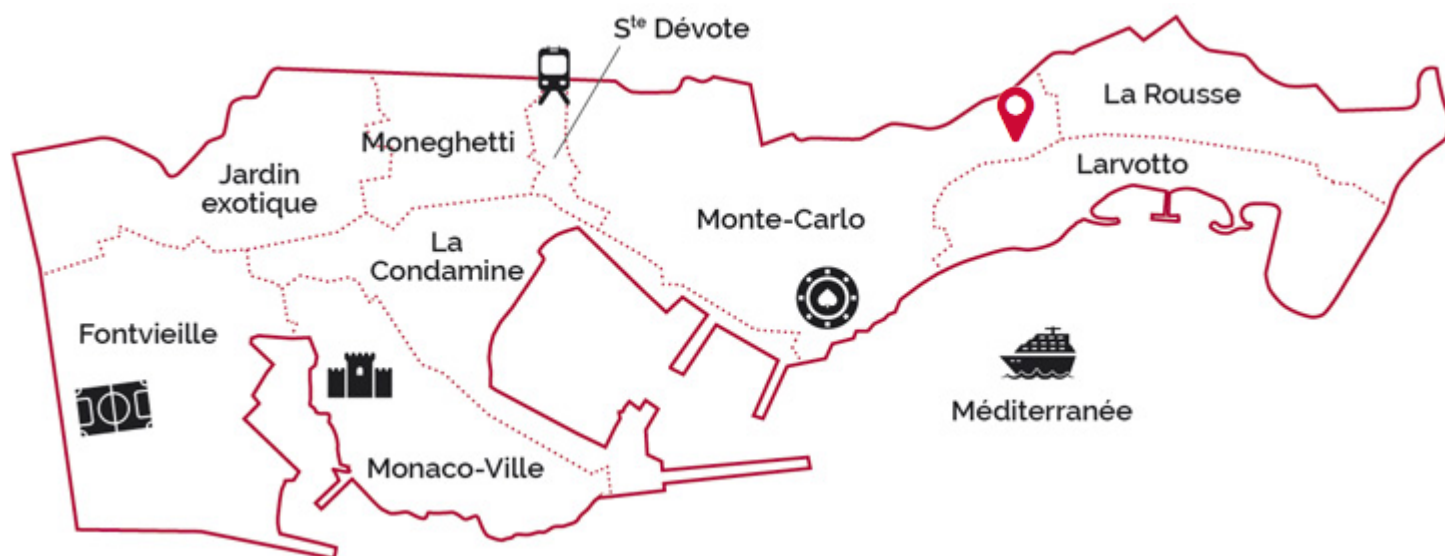 Sᵗᵉ Dévote
La Rousse
Moneghetti
Larvotto
Jardin
exotique
Monte-Carlo
La
Condamine
Fontvieille
Méditerranée
Monaco-Ville